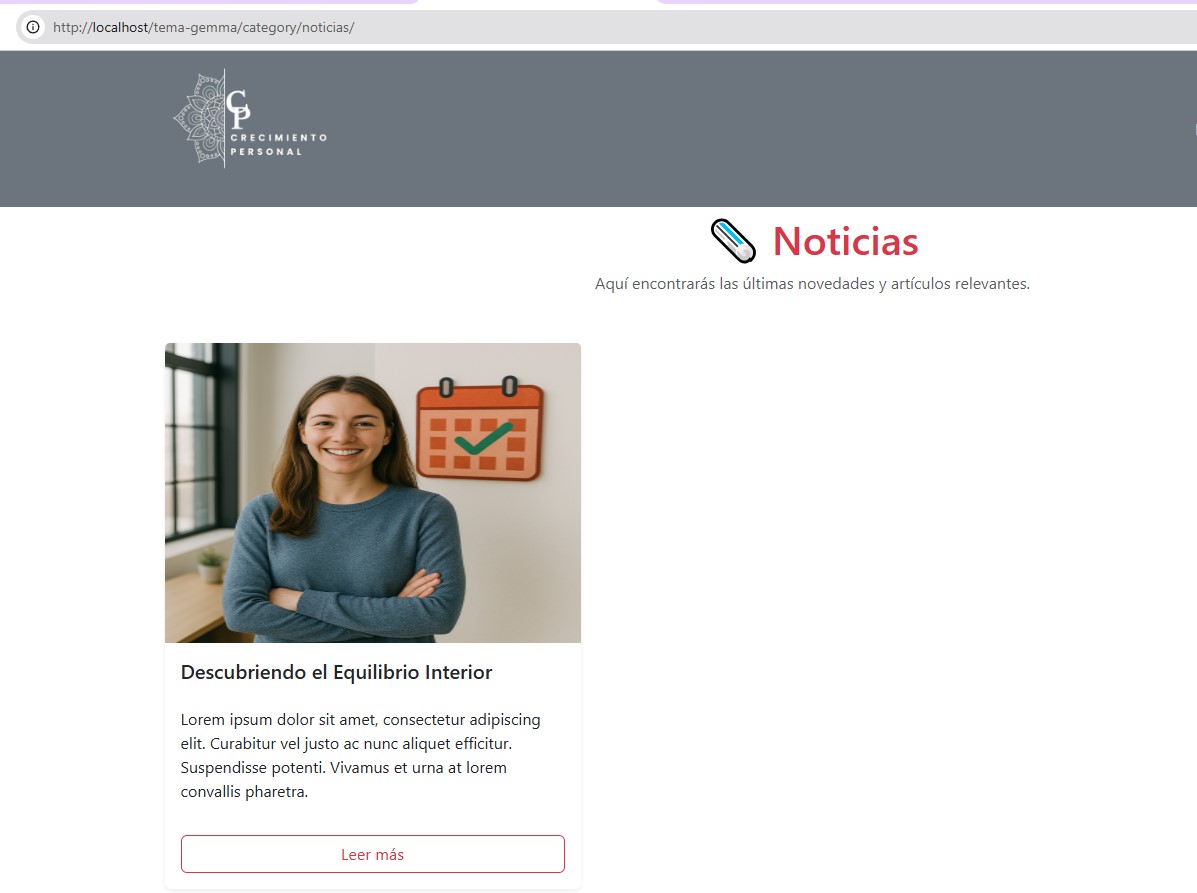 http://localhost/tema-gemma/category/noticias/
CP
CRECIMIENTO
PERSONAL
Noticias
Aquí encontrarás las últimas novedades y artículos relevantes.
Descubriendo el Equilibrio Interior
Lorem ipsum dolor sit amet, consectetur adipiscing
elit. Curabitur vel justo ac nunc aliquet efficitur.
Suspendisse potenti. Vivamus et urna at lorem
convallis pharetra.
Leer más